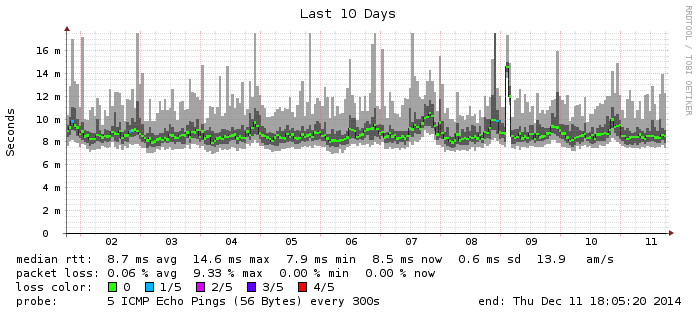 Last 10 Days
RRDTOOL / TOBI OETIKER
Seconds
16 m
14 m
12 m
10 m
8 m
6 m
4 m
2 m
0
02 03 04 05 06 07 08 09 10 11
median rtt: 8.7 ms avg 14.6 ms max 7.9 ms min 8.5 ms now 0.6 ms sd 13.9 am/s
packet loss: 0.06 % avg 9.33 % max 0.00 % min 0.00 % now
loss color: 0 1/5 2/5 3/5 4/5
probe: 5 ICMP Echo Pings (56 Bytes) every 300s end: Thu Dec 11 18:05:20 2014